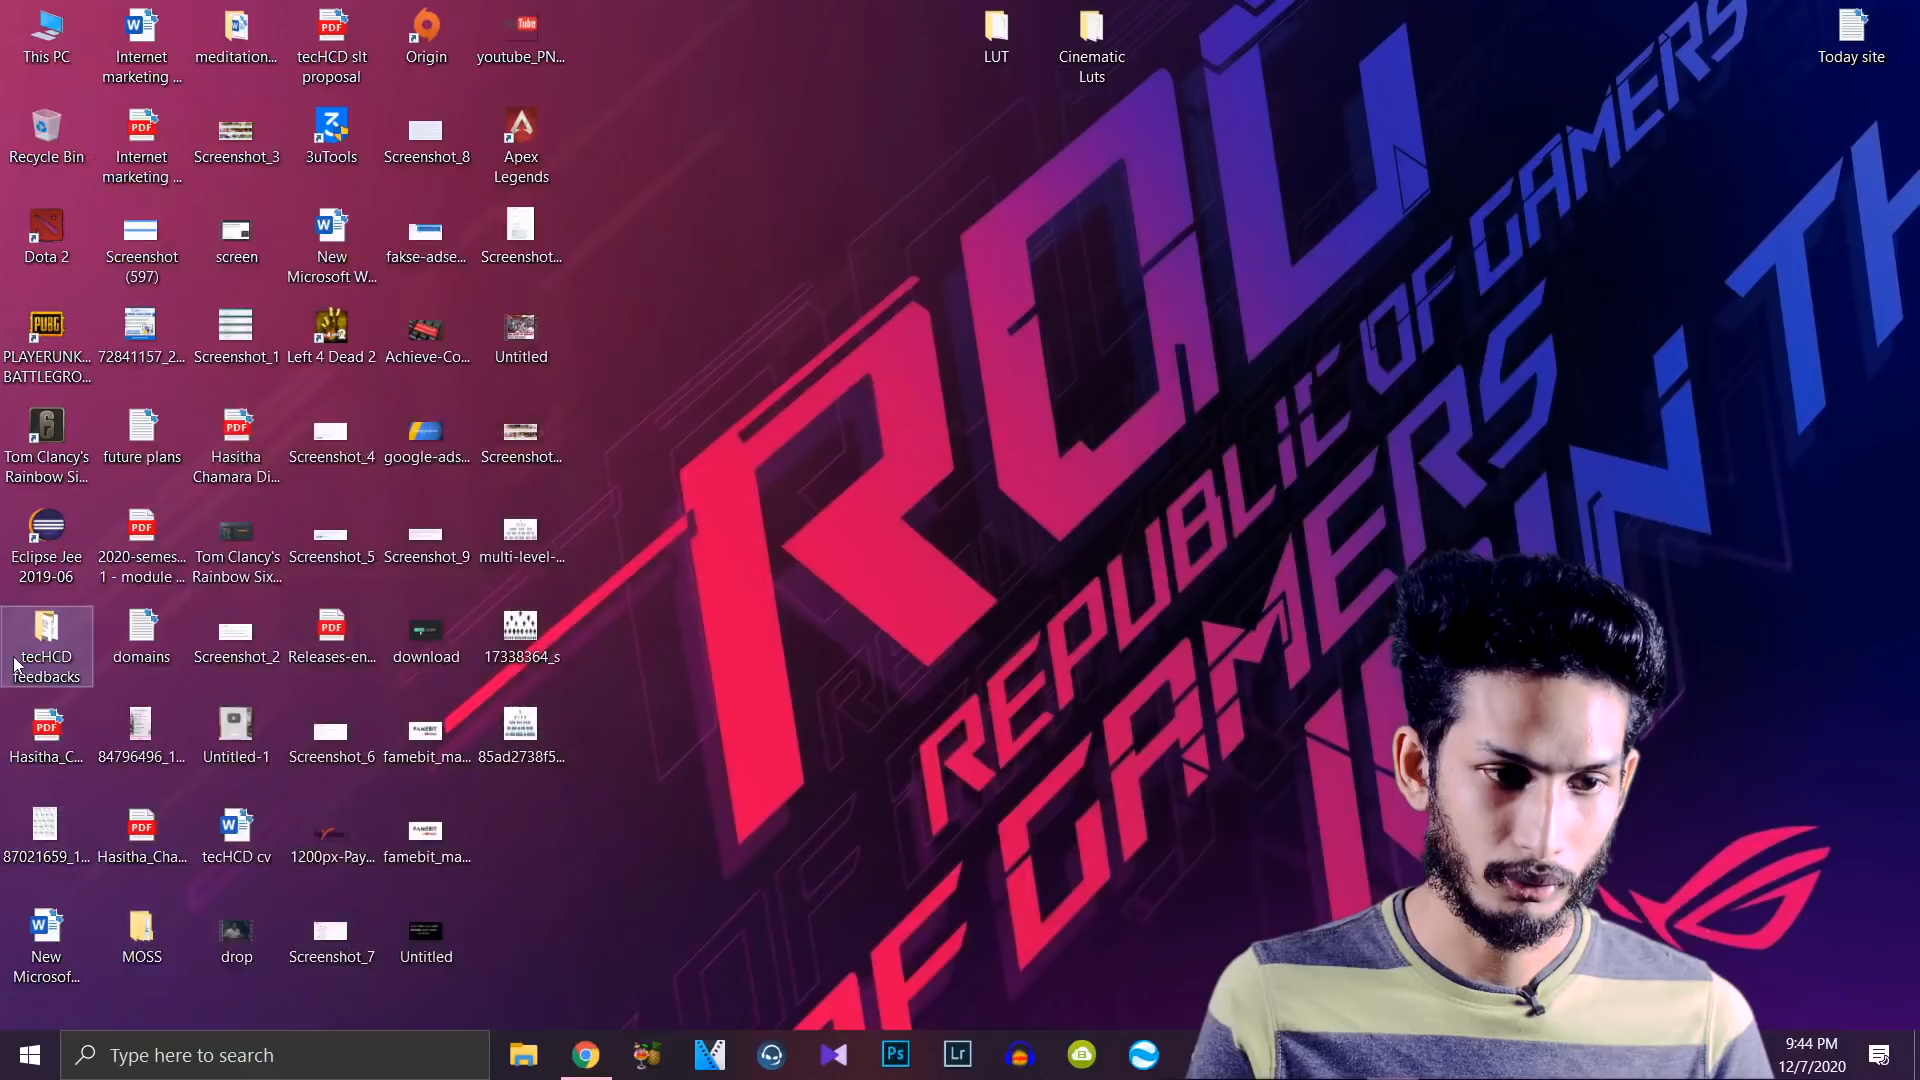 This PC
Internet
marketing ...
meditation...
tecHCD slt
proposal
Origin
youtube_PN...
LUT
Cinematic
Luts
Today site
Recycle Bin
Internet
marketing ...
Screenshot_3
3uTools
Screenshot_8
Apex
Legends
Dota 2
Screenshot
(597)
screen
New
Microsoft W...
fakse-adse...
Screenshot...
PLAYERUNK...
BATTLEGRO...
72841157_2...
Screenshot_1
Left 4 Dead 2
Achieve-Co...
Untitled
Tom Clancy's
Rainbow Si...
future plans
Hasitha
Chamara Di...
Screenshot_4
google-ads...
Screenshot...
Eclipse Jee
2019-06
2020-semes...
1 - module ...
Tom Clancy's
Rainbow Six...
Screenshot_5
Screenshot_9
multi-level-...
tecHCD
feedbacks
domains
Screenshot_2
Releases-en...
download
17338364_s
Hasitha_C...
84796496_1...
Untitled-1
Screenshot_6
famebit_ma...
85ad2738f5...
87021659_1...
Hasitha_Cha...
tecHCD cv
1200px-Pay...
famebit_ma...
New
Microsof...
MOSS
drop
Screenshot_7
Untitled
REPUBLIC OF GAMERS
OF GAMERS
Type here to search
Ps
Lr
9:44 PM
12/7/2020